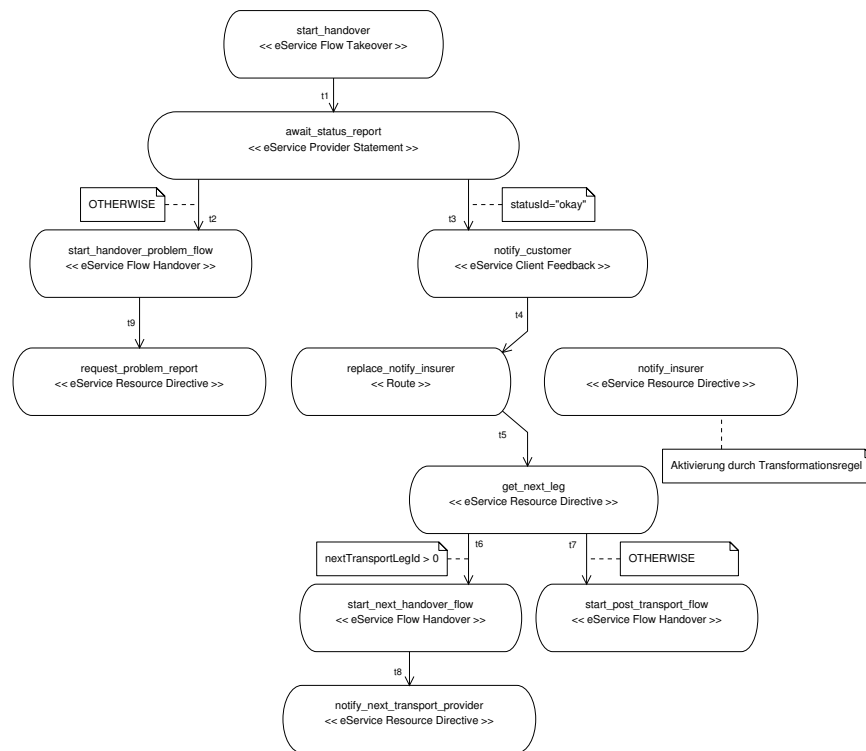 start_handover
<< eService Flow Takeover >>
t1
await_status_report
<< eService Provider Statement >>
OTHERWISE
t2
t3
statusId="okay"
start_handover_problem_flow
<< eService Flow Handover >>
notify_customer
<< eService Client Feedback >>
t9
t4
request_problem_report
<< eService Resource Directive >>
replace_notify_insurer
<< Route >>
notify_insurer
<< eService Resource Directive >>
t5
Aktivierung durch Transformationsregel
get_next_leg
<< eService Resource Directive >>
nextTransportLegId > 0
t6
t7
OTHERWISE
start_next_handover_flow
<< eService Flow Handover >>
start_post_transport_flow
<< eService Flow Handover >>
t8
notify_next_transport_provider
<< eService Resource Directive >>